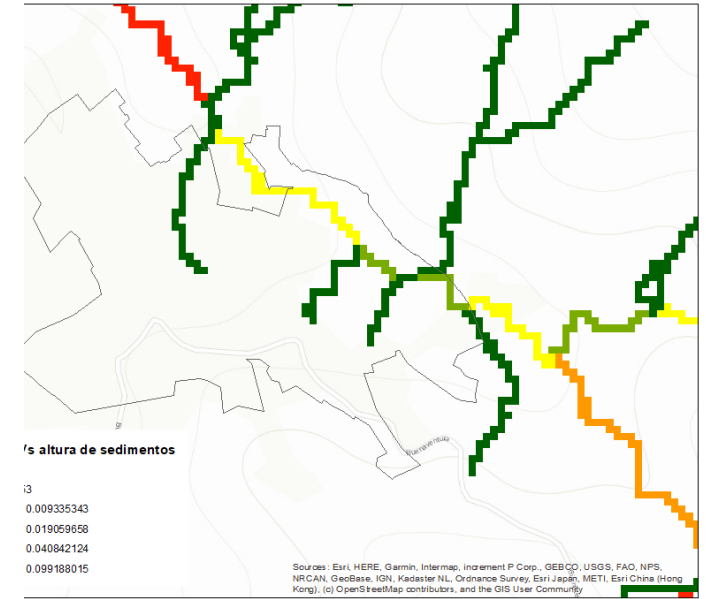 Buenaventura
/s altura de sedimentos
53
0.009335343
0.019059658
0.040842124
0.099188015
Sources: Esri, HERE, Garmin, Intermap, increment P Corp., GEBCO, USGS, FAO, NPS,
NRCAN, GeoBase, IGN, Kadaster NL, Ordnance Survey, Esri Japan, METI, Esri China (Hong
Kong), (c) OpenStreetMap contributors, and the GIS User Community